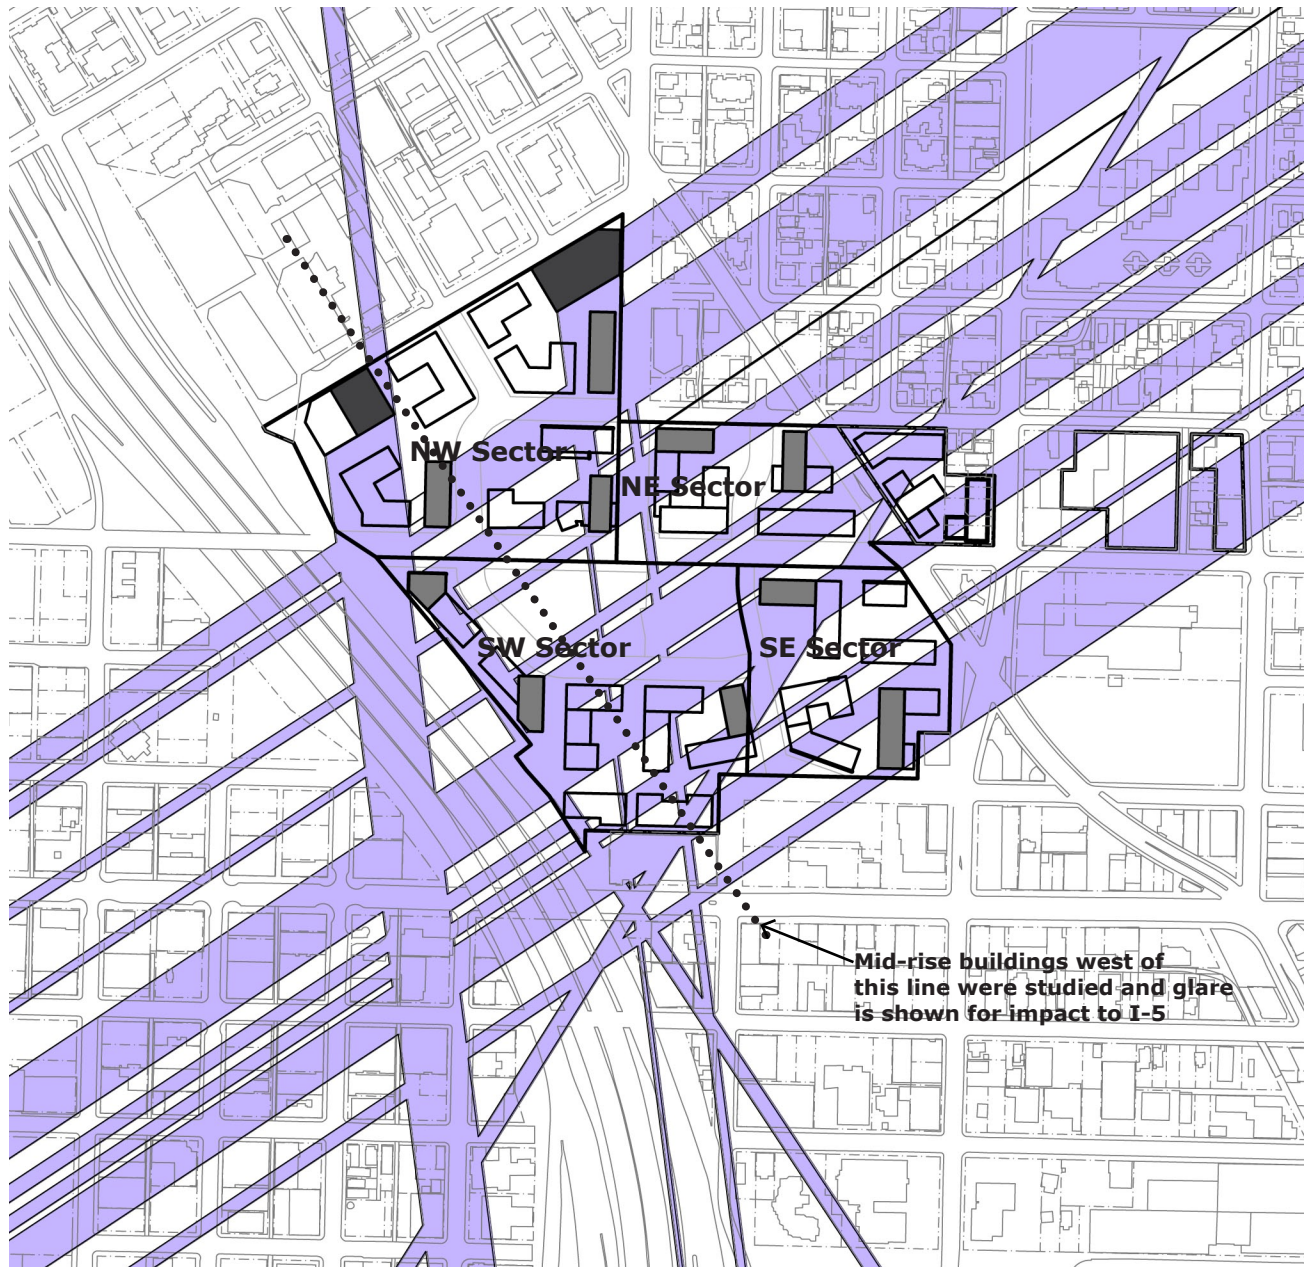 NW Sector
NE Sector
SW Sector
SE Sector
Mid-rise buildings west of
this line were studied and glare
is shown for impact to I-5